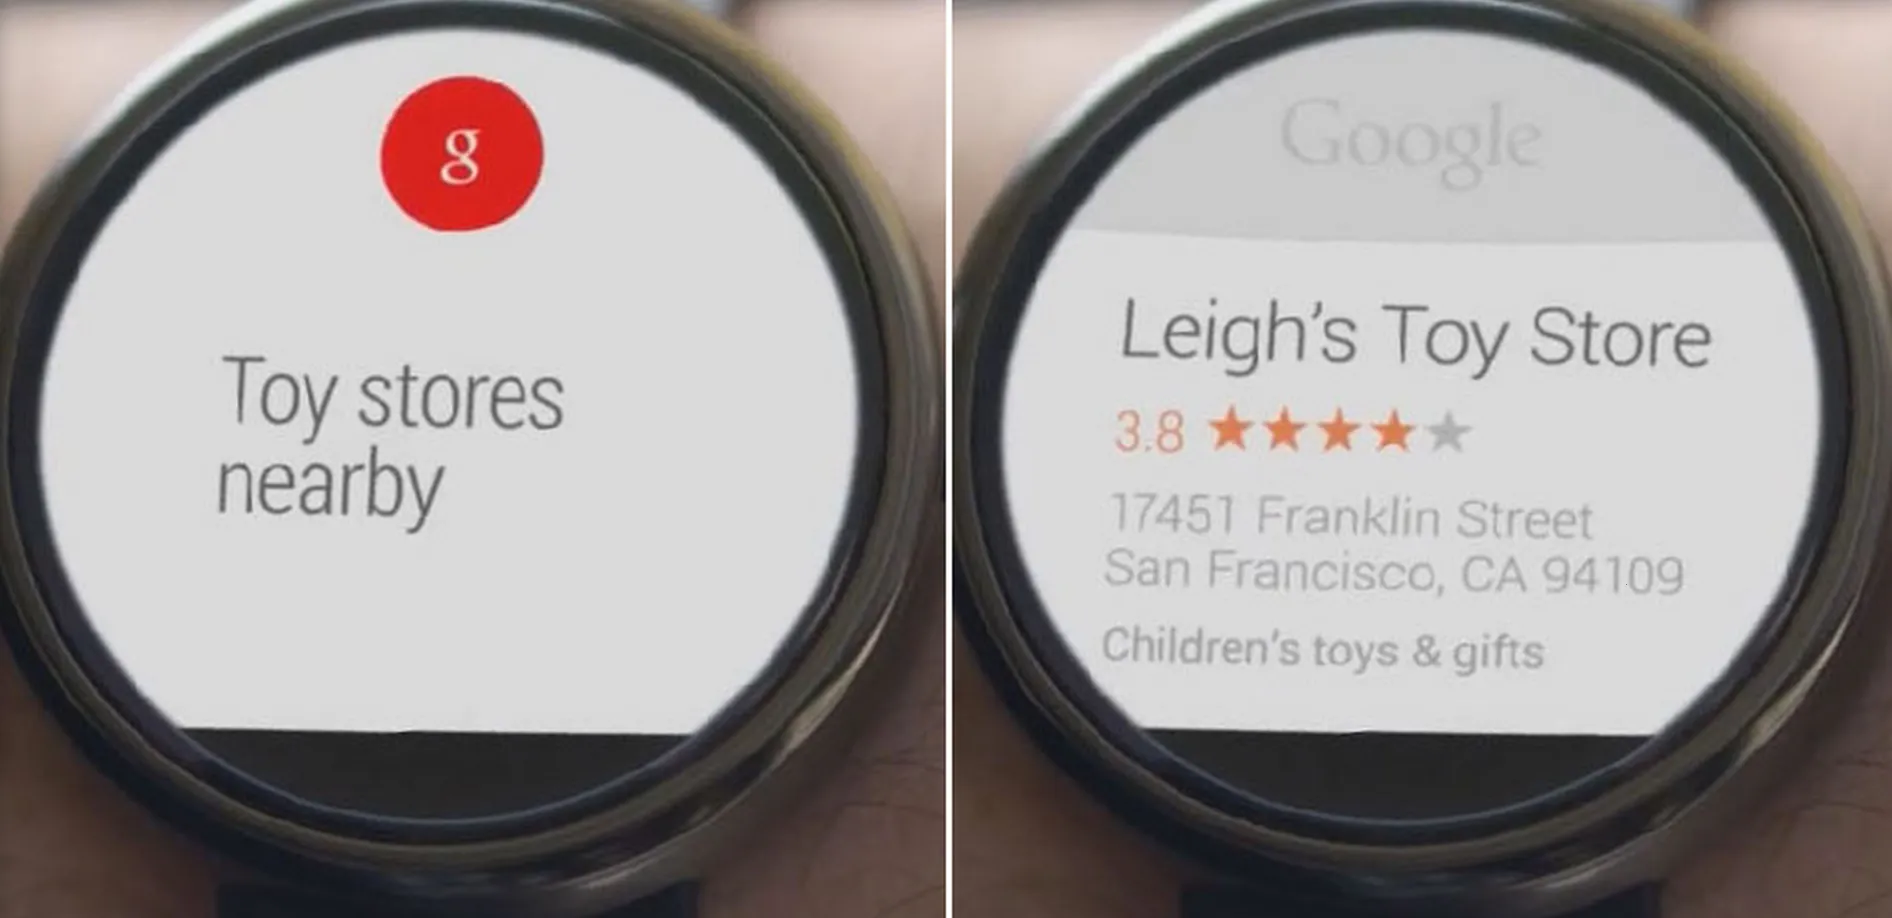 g
Toy stores
nearby
Google
Leigh's Toy Store
3.8
17451 Franklin Street
San Francisco, CA 94109
Children's toys & gifts